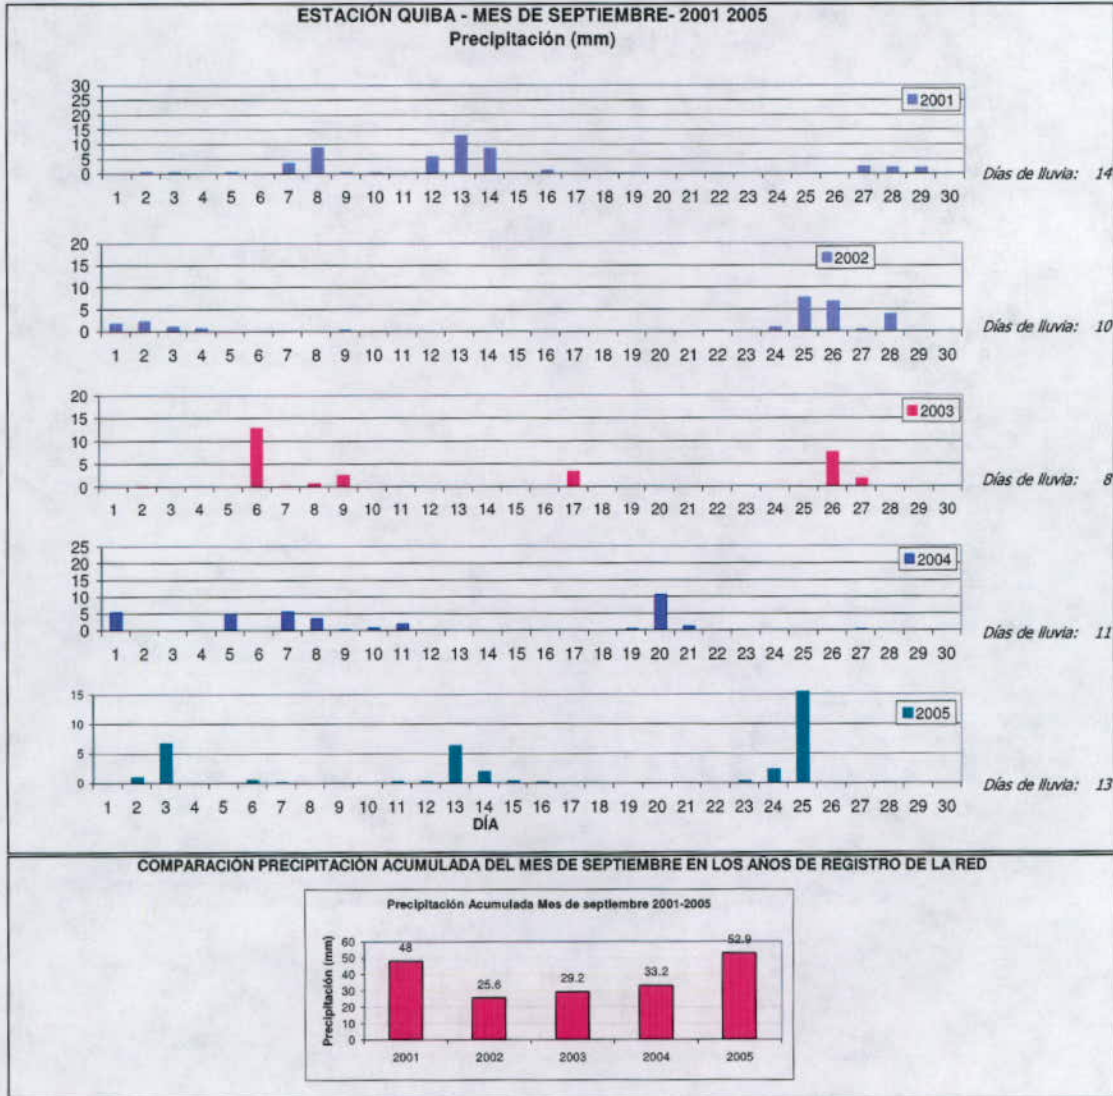 ESTACIÓN QUIBA - MES DE SEPTIEMBRE- 2001 2005
Precipitación (mm)
30
25
20
15
10
5
0
2001
1 2 3 4 5 6 7 8 9 10 11 12 13 14 15 16 17 18 19 20 21 22 23 24 25 26 27 28 29 30
Días de lluvia: 14
20
15
10
5
0
2002
1 2 3 4 5 6 7 8 9 10 11 12 13 14 15 16 17 18 19 20 21 22 23 24 25 26 27 28 29 30
Días de lluvia: 10
20
15
10
5
0
2003
1 2 3 4 5 6 7 8 9 10 11 12 13 14 15 16 17 18 19 20 21 22 23 24 25 26 27 28 29 30
Días de lluvia: 8
25
20
15
10
5
0
2004
1 2 3 4 5 6 7 8 9 10 11 12 13 14 15 16 17 18 19 20 21 22 23 24 25 26 27 28 29 30
Días de lluvia: 11
15
10
5
0
2005
1 2 3 4 5 6 7 8 9 10 11 12 13 14 15 16 17 18 19 20 21 22 23 24 25 26 27 28 29 30
DÍA
Días de lluvia: 13
COMPARACIÓN PRECIPITACIÓN ACUMULADA DEL MES DE SEPTIEMBRE EN LOS AÑOS DE REGISTRO DE LA RED
Precipitación Acumulada Mes de septiembre 2001-2005
Precipitación (mm)
60
50
40
30
20
10
0
48
25.6
29.2
33.2
52.9
2001 2002 2003 2004 2005